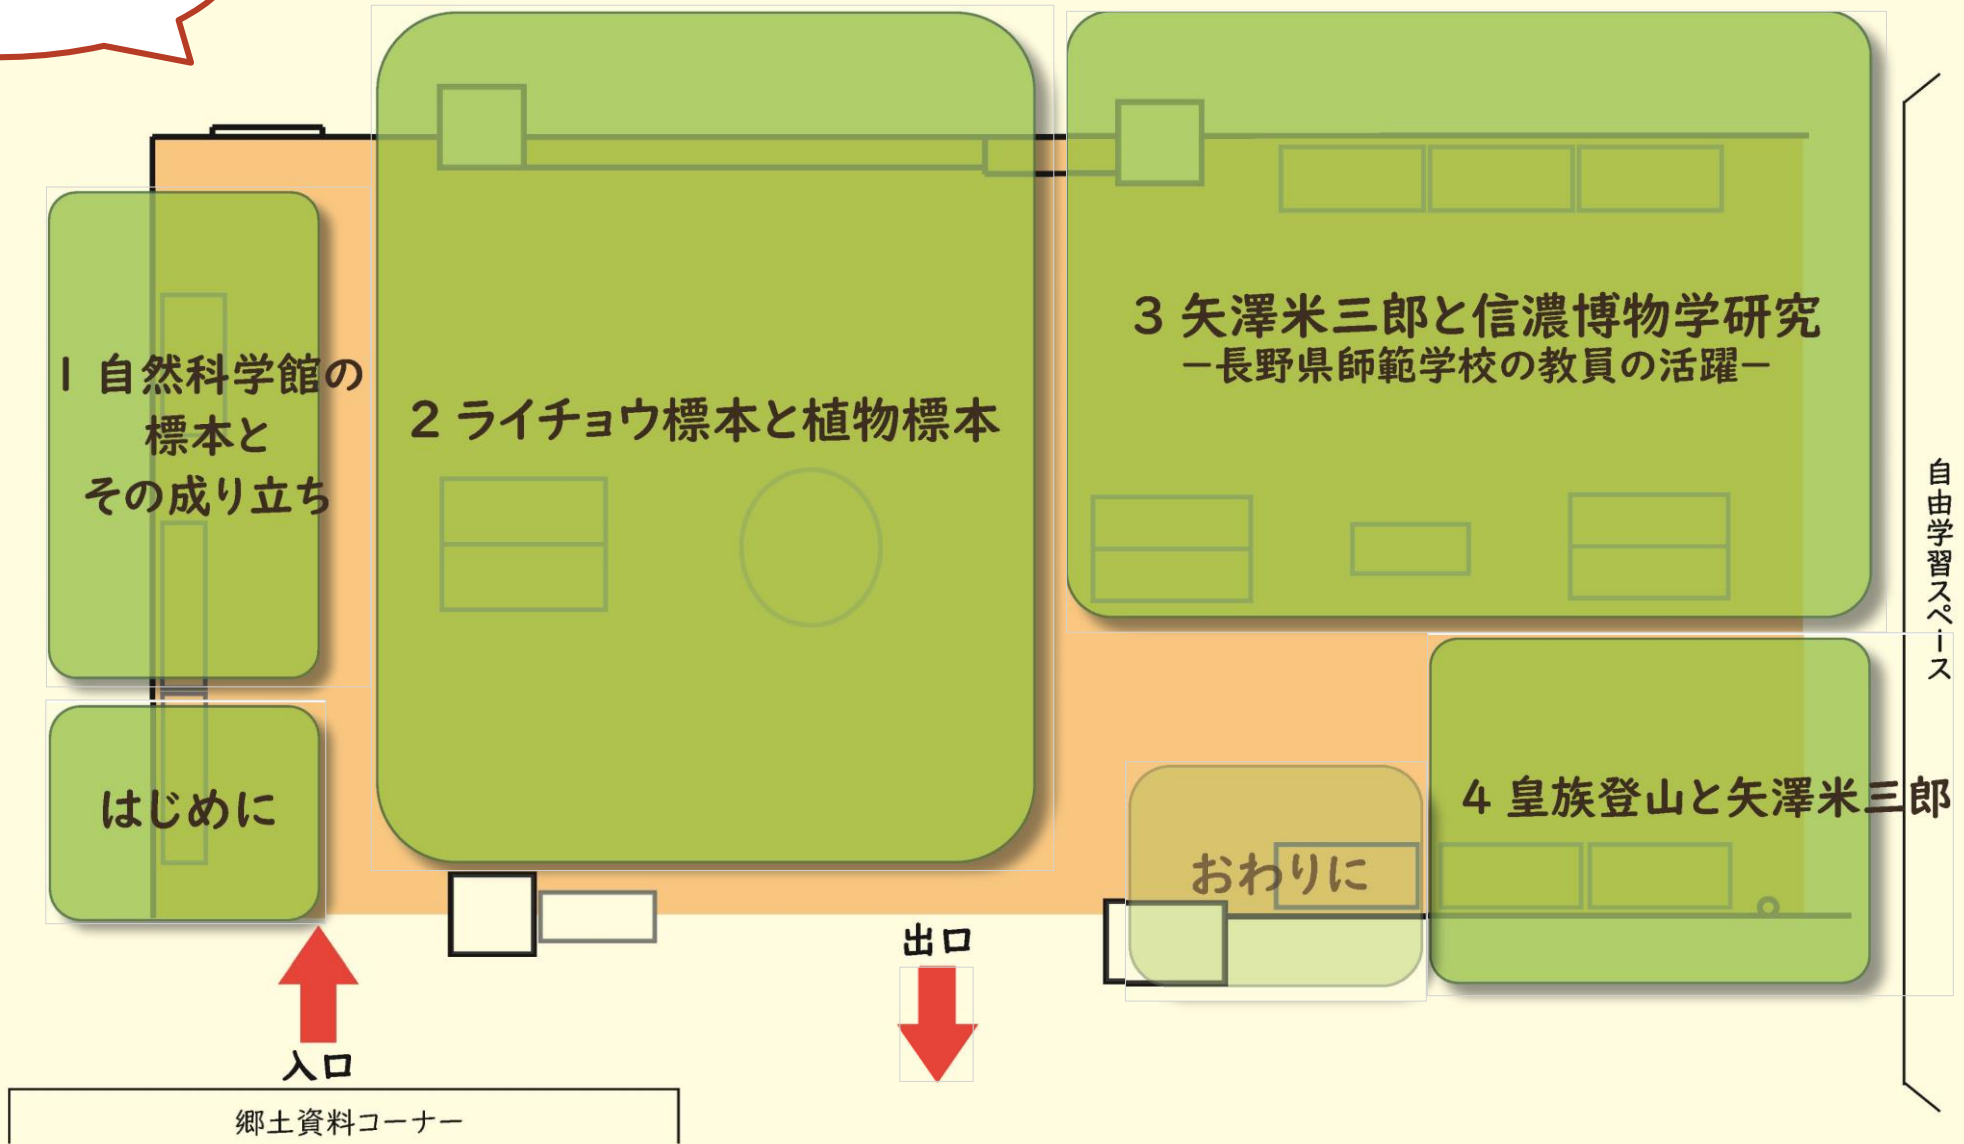 1 自然科学館の
標本と
その成り立ち
はじめに
2 ライチョウ標本と植物標本
3 矢澤米三郎と信濃博物学研究
－長野県師範学校の教員の活躍－
4 皇族登山と矢澤米三郎
おわりに
自由学習スペース
入口
出口
郷土資料コーナー